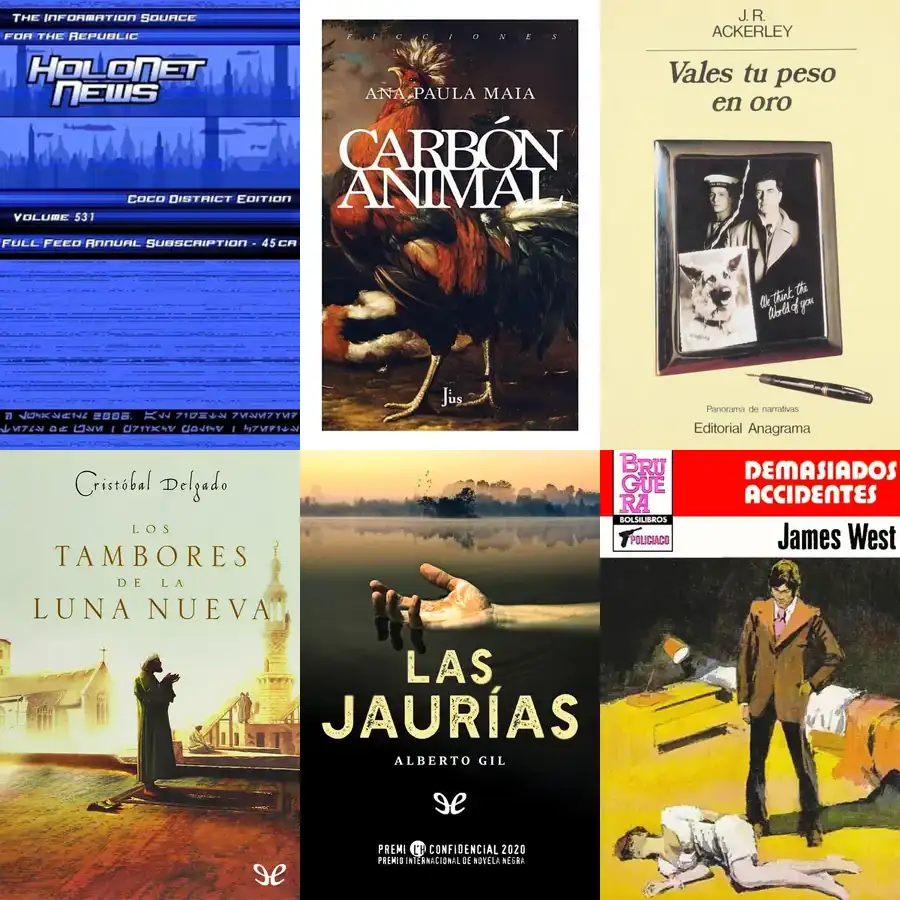 THE INFORMATION SOURCE
FOR THE REPUBLIC
HOLONET
NEWS
COCO DISTRICT EDITION
VOLUME 531
FULL FEED ANNUAL SUBSCRIPTION - 45CR
FICCIONES
ANA PAULA MAIA
CARBÓN
ANIMAL
Jus
J. R.
ACKERLEY
Vales tu peso
en oro
We think the
World of you
Panorama de narrativas
Editorial Anagrama
Cristóbal Delgado
LOS
TAMBORES
DE LA
LUNA NUEVA
LAS
JAURÍAS
ALBERTO GIL
PREMI L'H CONFIDENCIAL 2020
PREMIO INTERNACIONAL DE NOVELA NEGRA
BRU
GUE
RA
BOLSILIBROS
POLICIACO
DEMASIADOS
ACCIDENTES
James West